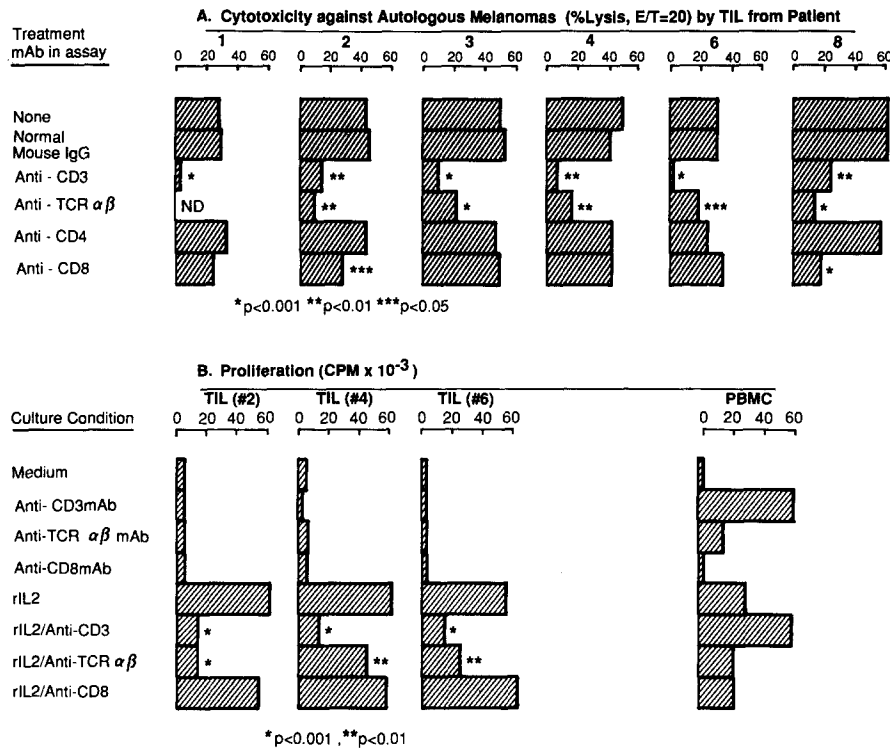 A. Cytotoxicity against Autologous Melanomas (%Lysis, E/T=20) by TIL from Patient
Treatment
mAb in assay
1 2 3 4 6 8
0 20 40 60 0 20 40 60 0 20 40 60 0 20 40 60 0 20 40 60 0 20 40 60
None
Normal
Mouse IgG
Anti - CD3 * ** * ** * **
Anti - TCR αβ ND ** * ** *** *
Anti - CD4
Anti - CD8 *** *
*p<0.001 **p<0.01 ***p<0.05
B. Proliferation (CPM x 10-3)
Culture Condition
TIL (#2) TIL (#4) TIL (#6) PBMC
0 20 40 60 0 20 40 60 0 20 40 60 0 20 40 60
Medium
Anti- CD3mAb
Anti-TCR αβ mAb
Anti-CD8mAb
rIL2
rIL2/Anti-CD3 * * *
rIL2/Anti-TCR αβ * ** **
rIL2/Anti-CD8
*p<0.001 ,**p<0.01